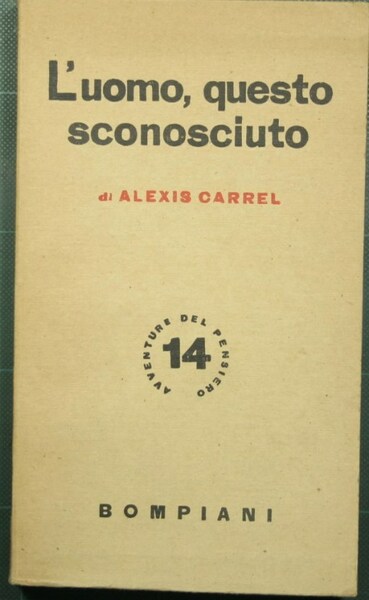 L'uomo, questo
sconosciuto
di ALEXIS CARREL
AVVENTURE DEL PENSIERO
14
BOMPIANI